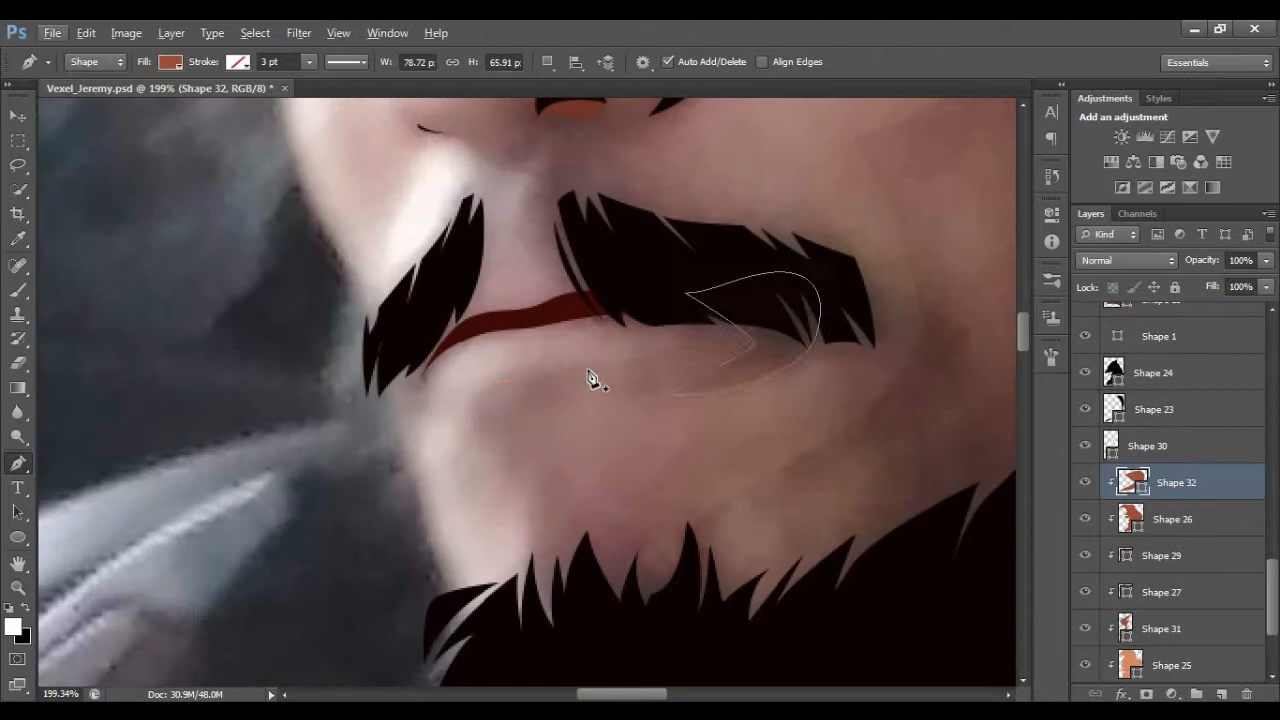 Ps File Edit Image Layer Type Select Filter View Window Help
Shape Fill: Stroke: 3 pt W: 78.72 p: H: 65.91 p: Auto Add/Delete Align Edges Essentials
Vexel_Jeremy.psd @ 199% (Shape 32, RGB/8) * ×
Adjustments Styles
Add an adjustment
Layers Channels
Kind
Normal Opacity: 100%
Lock: Fill: 100%
Shape 1
Shape 24
Shape 23
Shape 30
Shape 32
Shape 26
Shape 29
Shape 27
Shape 31
Shape 25
199.34% Doc: 30.9M/48.0M